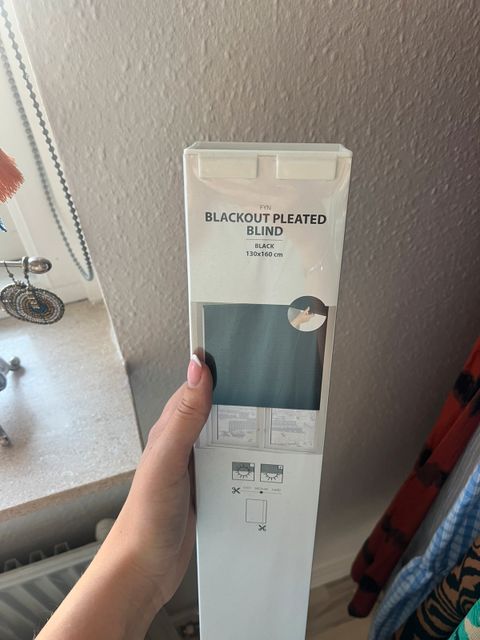 FYN
BLACKOUT PLEATED
BLIND
BLACK
130x160 cm